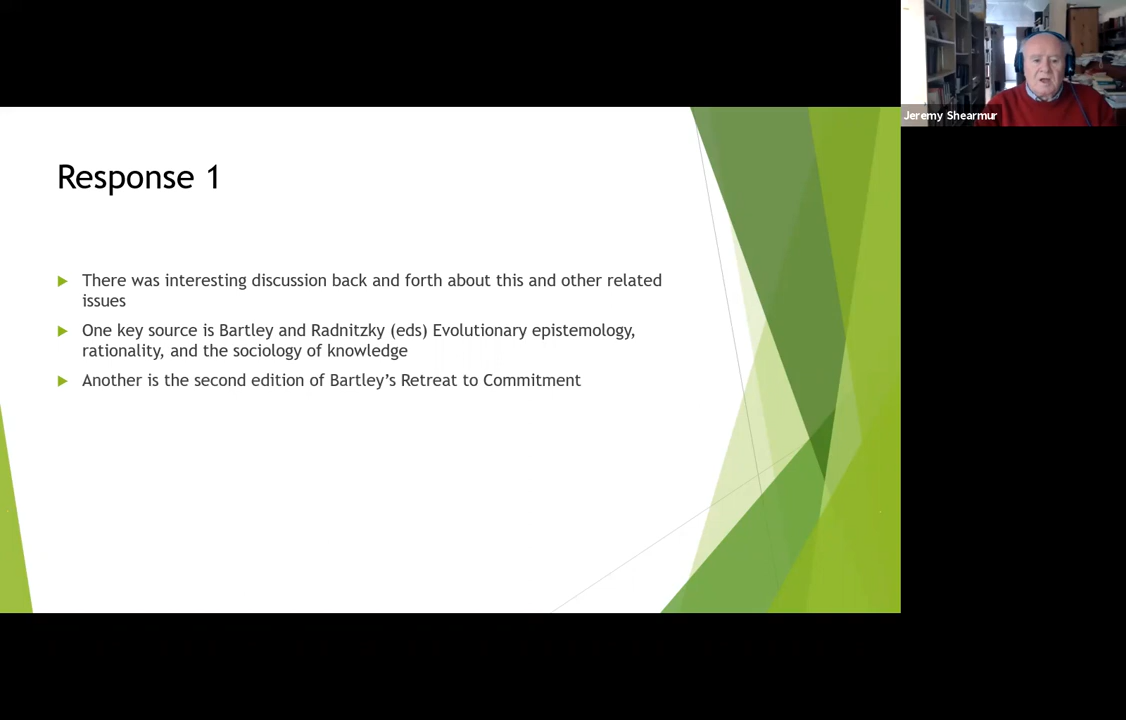 Jeremy Shearmur
Response 1
There was interesting discussion back and forth about this and other related
issues
One key source is Bartley and Radnitzky (eds) Evolutionary epistemology,
rationality, and the sociology of knowledge
Another is the second edition of Bartley’s Retreat to Commitment